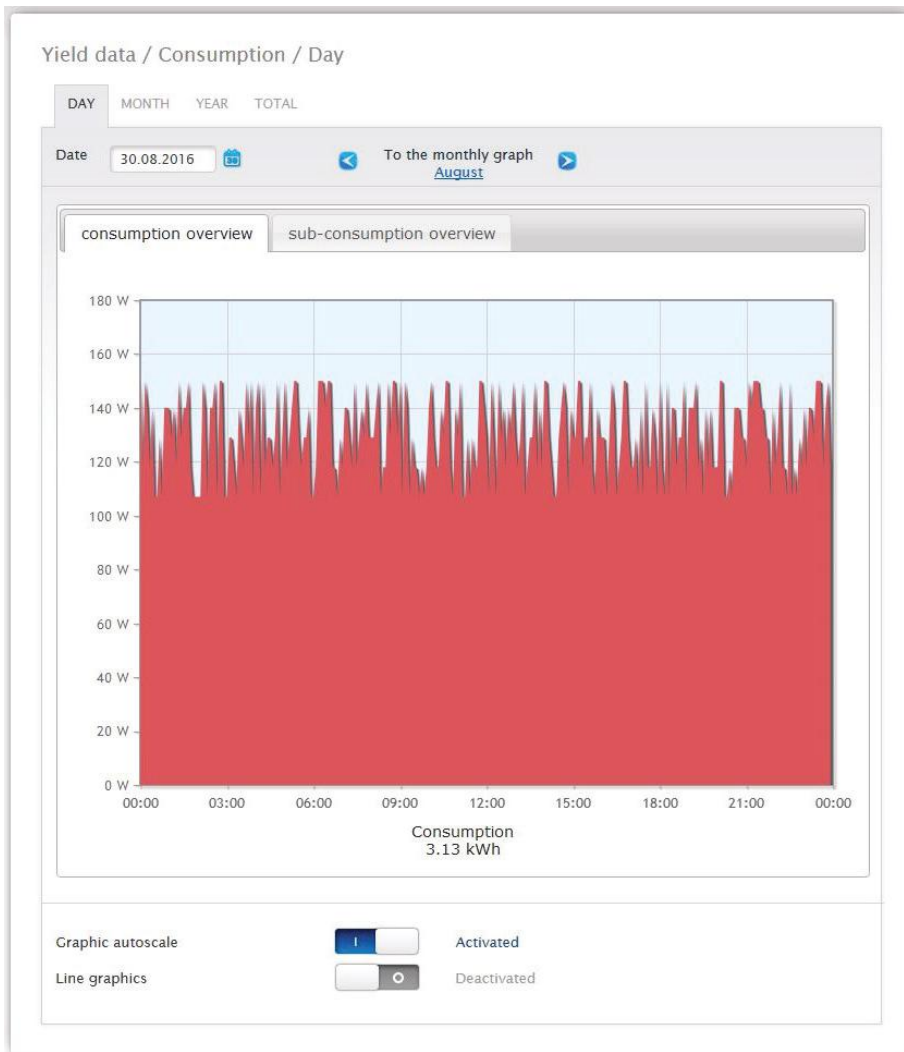 Yield data / Consumption / Day
DAY MONTH YEAR TOTAL
Date 30.08.2016 30 To the monthly graph
August
consumption overview sub-consumption overview
180 W
160 W
140 W
120 W
100 W
80 W
60 W
40 W
20 W
0 W
00:00 03:00 06:00 09:00 12:00 15:00 18:00 21:00 00:00
Consumption
3.13 kWh
Graphic autoscale I Activated
Line graphics O Deactivated